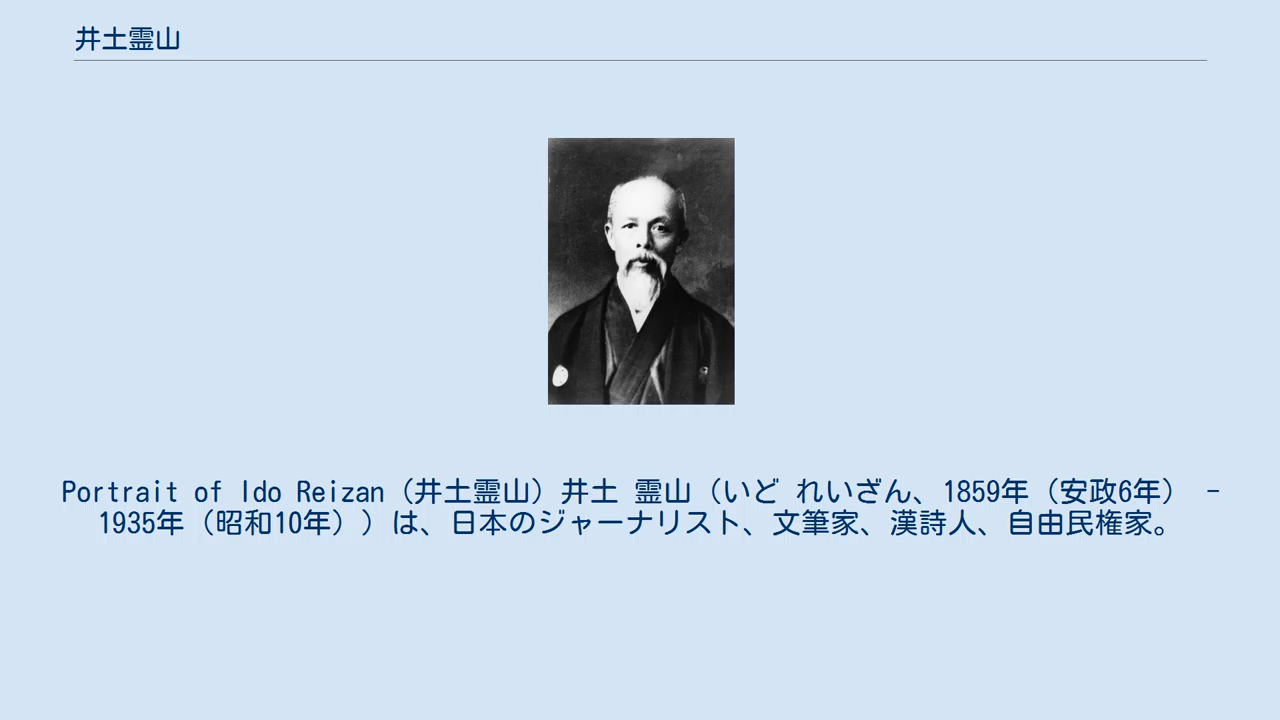 井土霊山
Portrait of Ido Reizan（井土霊山）井土 霊山（いど れいざん、1859年（安政6年） -
1935年（昭和10年））は、日本のジャーナリスト、文筆家、漢詩人、自由民権家。